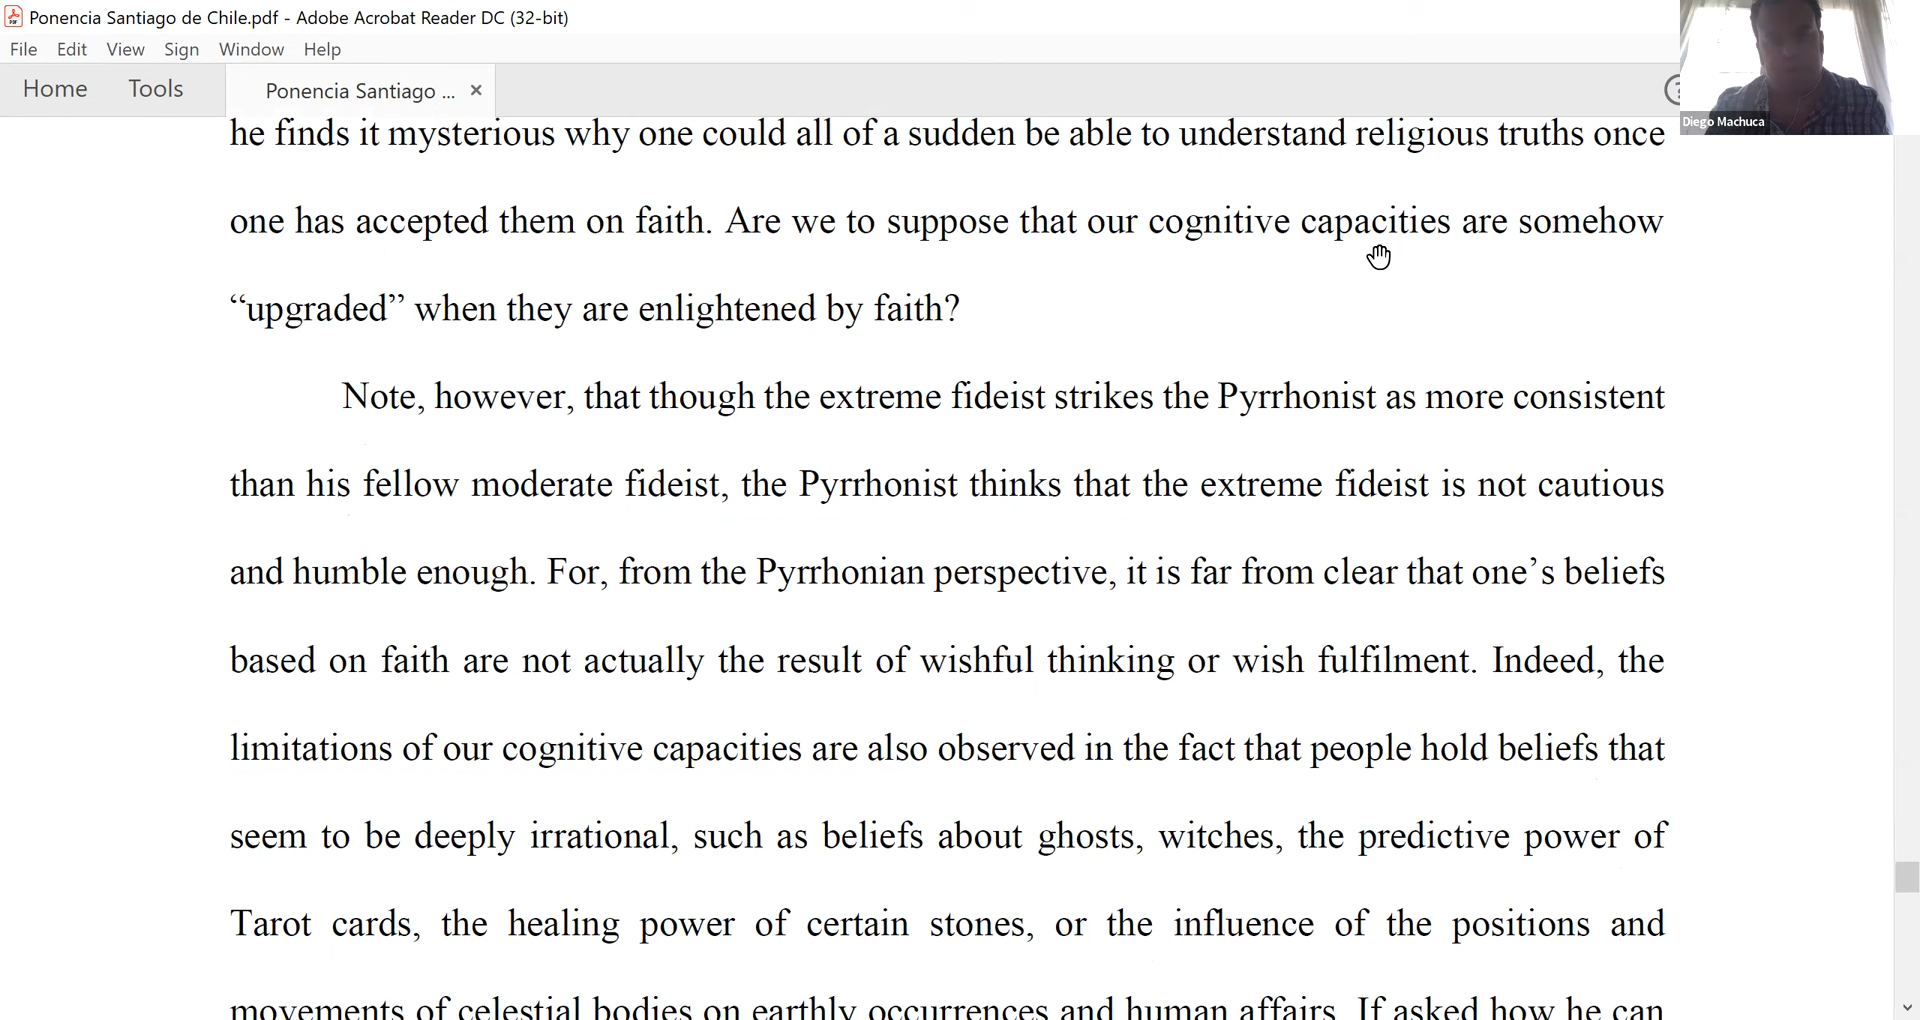 Ponencia Santiago de Chile.pdf - Adobe Acrobat Reader DC (32-bit)
File Edit View Sign Window Help
Home Tools Ponencia Santiago ... ×
Diego Machuca
he finds it mysterious why one could all of a sudden be able to understand religious truths once
one has accepted them on faith. Are we to suppose that our cognitive capacities are somehow
“upgraded” when they are enlightened by faith?
Note, however, that though the extreme fideist strikes the Pyrrhonist as more consistent
than his fellow moderate fideist, the Pyrrhonist thinks that the extreme fideist is not cautious
and humble enough. For, from the Pyrrhonian perspective, it is far from clear that one’s beliefs
based on faith are not actually the result of wishful thinking or wish fulfilment. Indeed, the
limitations of our cognitive capacities are also observed in the fact that people hold beliefs that
seem to be deeply irrational, such as beliefs about ghosts, witches, the predictive power of
Tarot cards, the healing power of certain stones, or the influence of the positions and
movements of celestial bodies on earthly occurrences and human affairs. If asked how he can